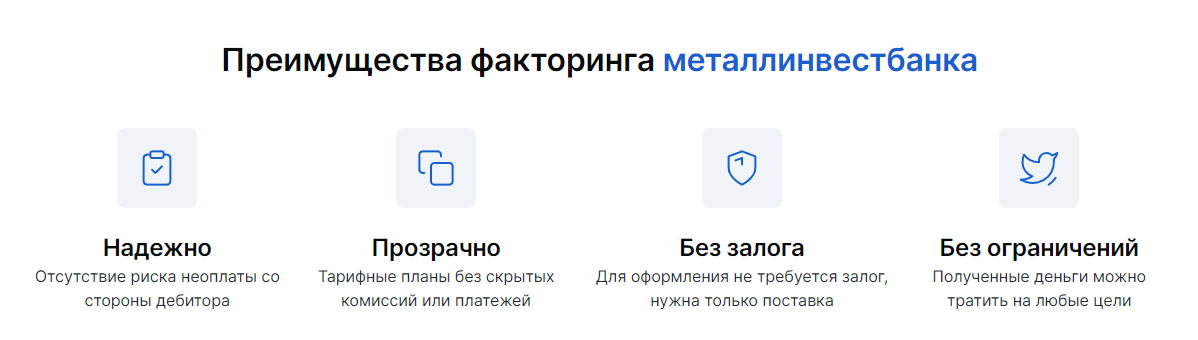 Преимущества факторинга металлинвестбанка
Надежно
Отсутствие риска неоплаты со
стороны дебитора
Прозрачно
Тарифные планы без скрытых
комиссий или платежей
Без залога
Для оформления не требуется залог,
нужна только поставка
Без ограничений
Полученные деньги можно
тратить на любые цели